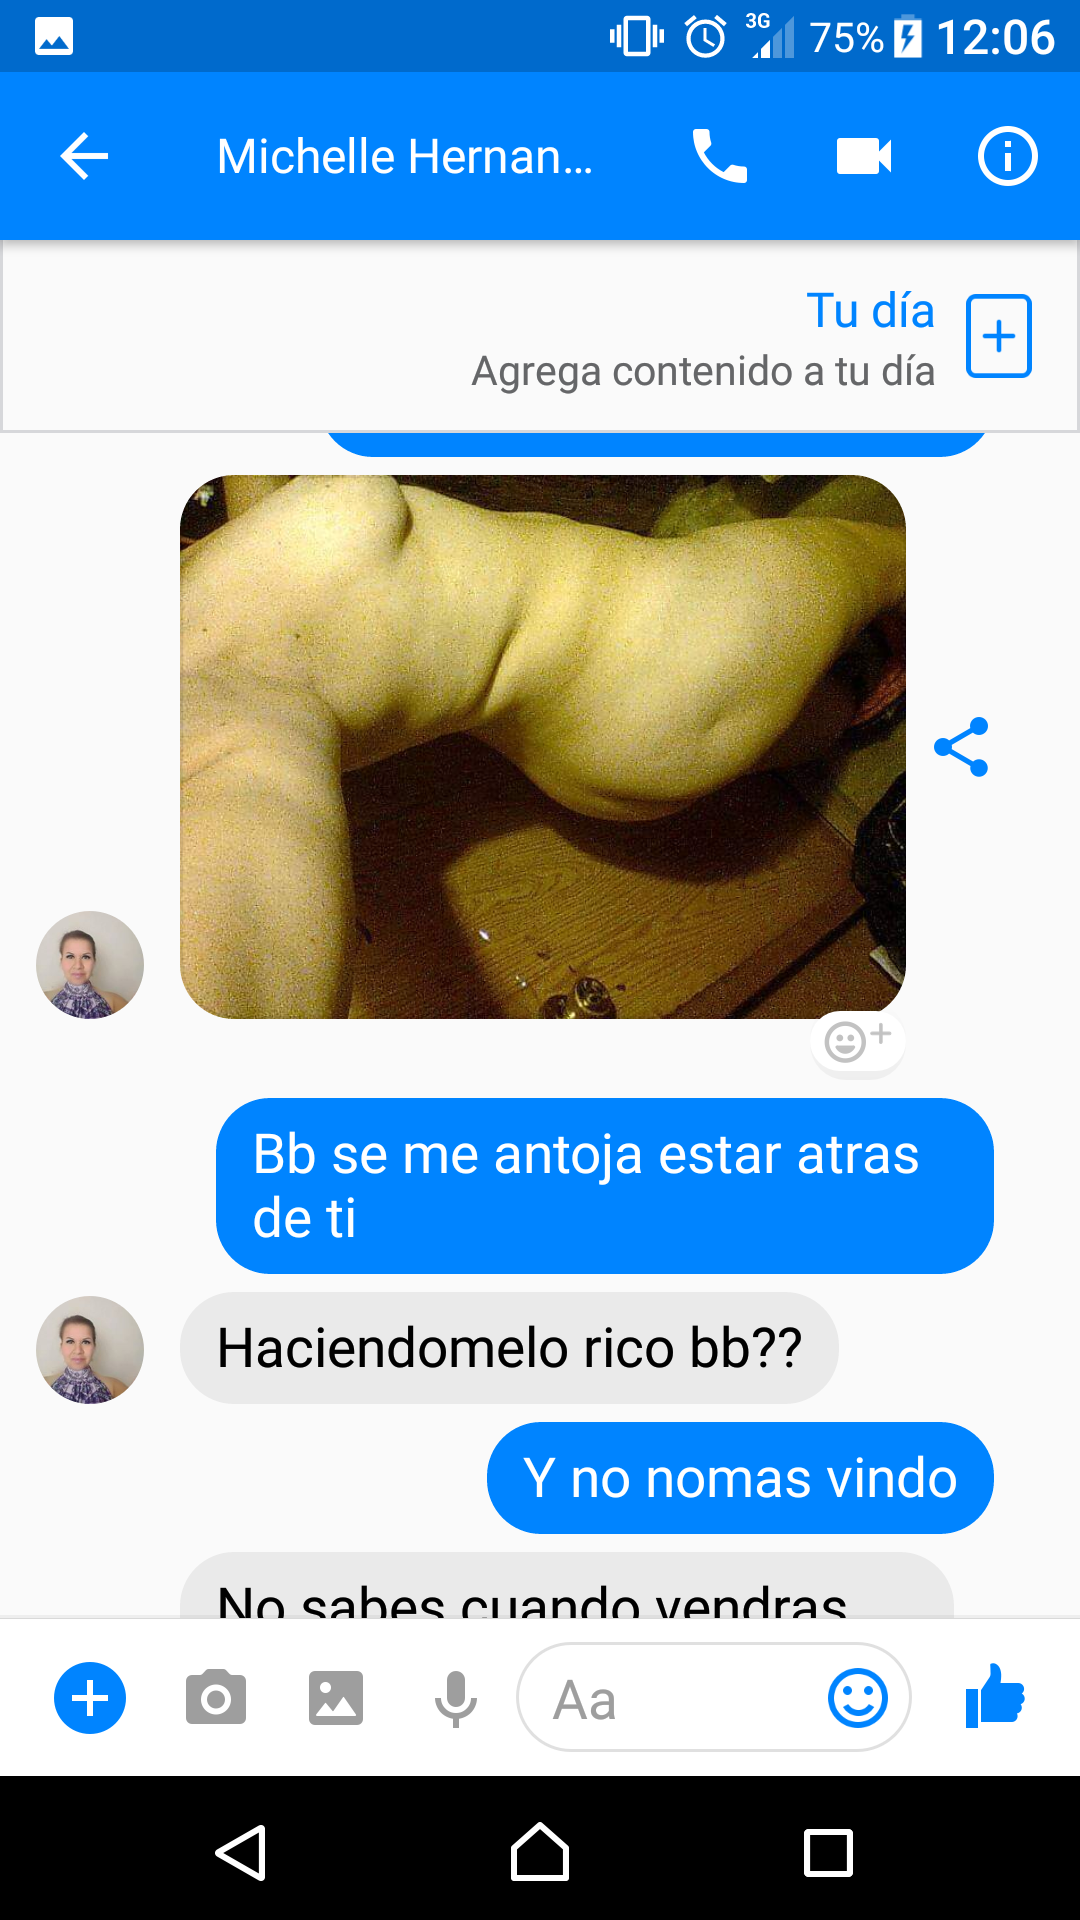 3G
75%
12:06
Michelle Hernan...
Tu día
Agrega contenido a tu día
Bb se me antoja estar atras
de ti
Haciendomelo rico bb??
Y no nomas vindo
No sabes cuando vendras
Aa